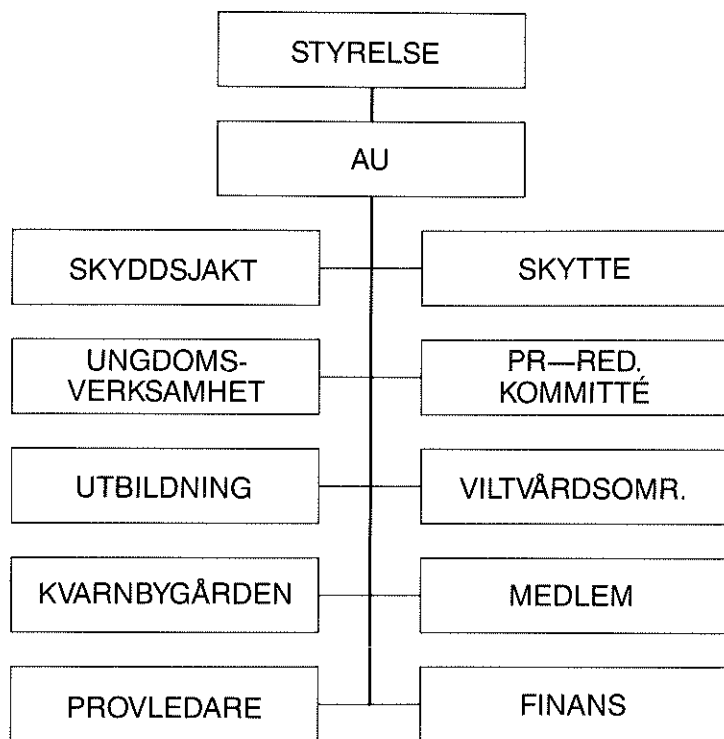 STYRELSE
AU
SKYDDSJAKT
SKYTTE
UNGDOMS-
VERKSAMHET
PR—RED.
KOMMITTÉ
UTBILDNING
VILTVÅRDSOMR.
KVARNBYGÅRDEN
MEDLEM
PROVLEDARE
FINANS